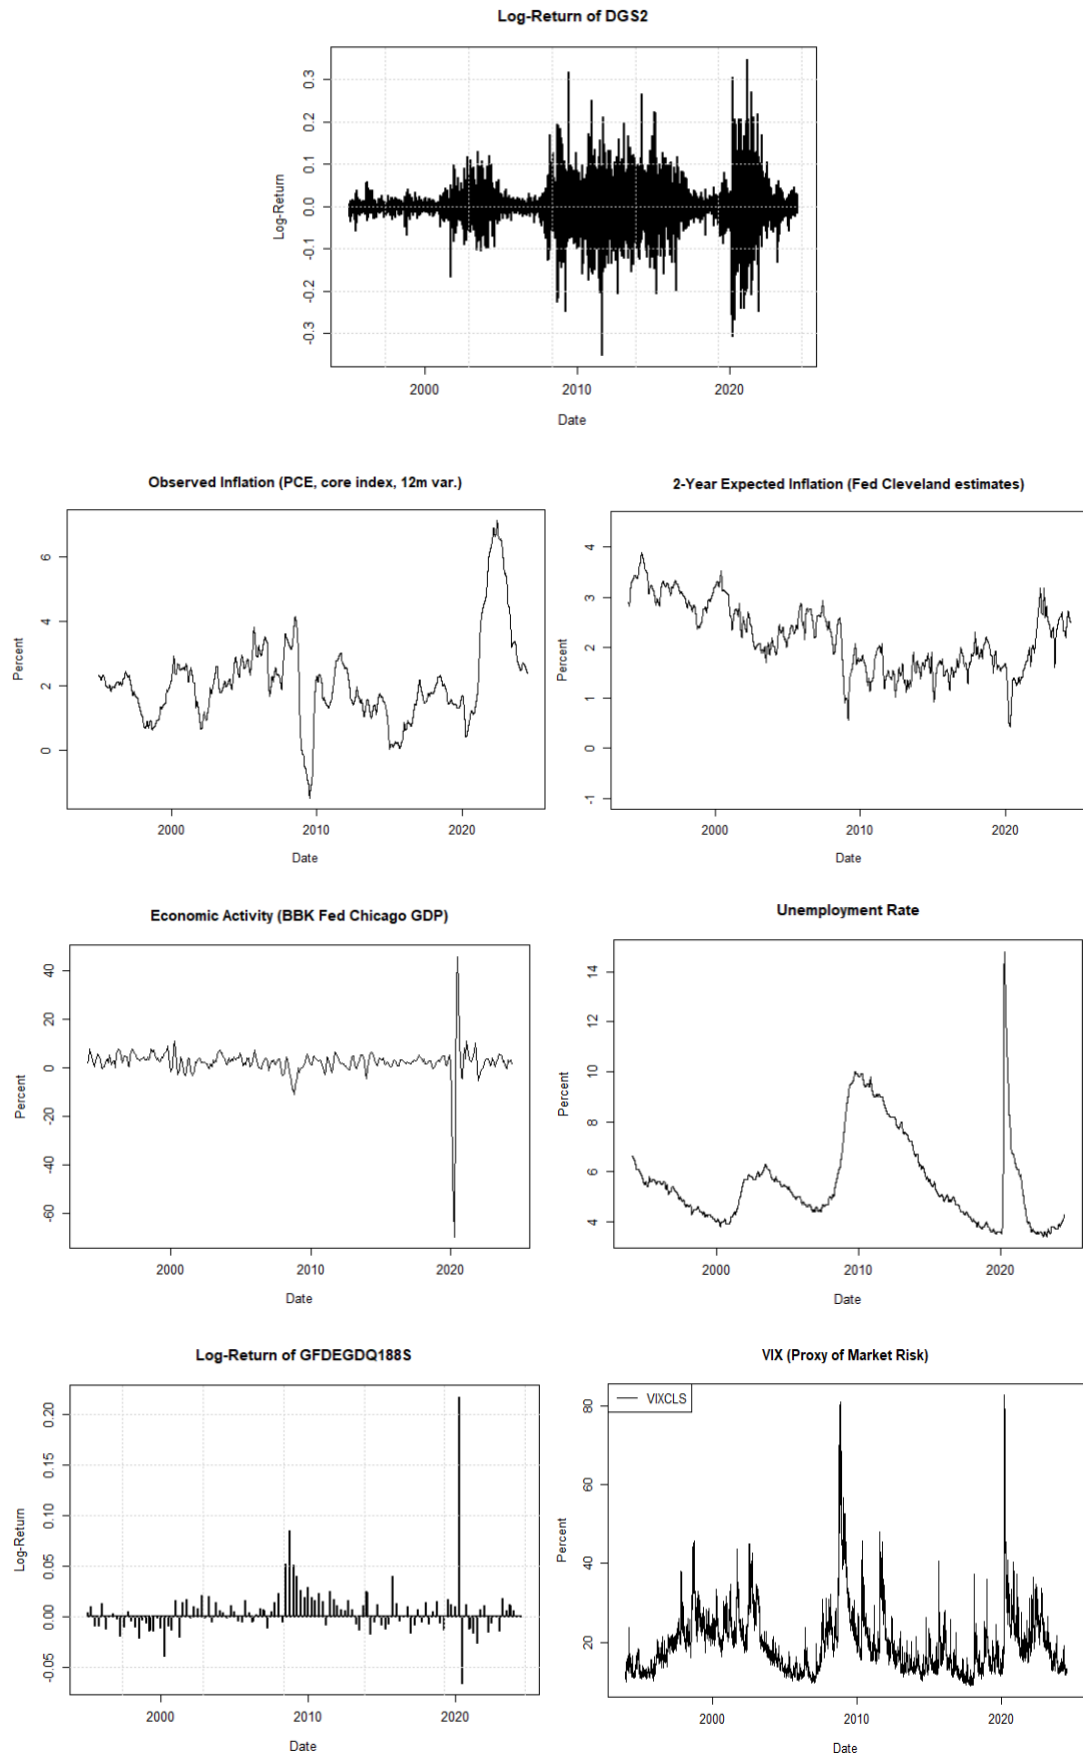 Log-Return of DGS2
0.3
0.2
0.1
0.0
-0.1
-0.2
-0.3
Log-Return
2000 2010 2020
Date
Observed Inflation (PCE, core index, 12m var.)
6
4
2
0
Percent
2000 2010 2020
Date
2-Year Expected Inflation (Fed Cleveland estimates)
4
3
2
1
0
-1
Percent
2000 2010 2020
Date
Economic Activity (BBK Fed Chicago GDP)
40
20
0
-20
-40
-60
Percent
2000 2010 2020
Date
Unemployment Rate
14
12
10
8
6
4
Percent
2000 2010 2020
Date
Log-Return of GFDEGDQ188S
0.20
0.15
0.10
0.05
0.00
-0.05
Log-Return
2000 2010 2020
Date
VIX (Proxy of Market Risk)
VIXCLS
80
60
40
20
Percent
2000 2010 2020
Date